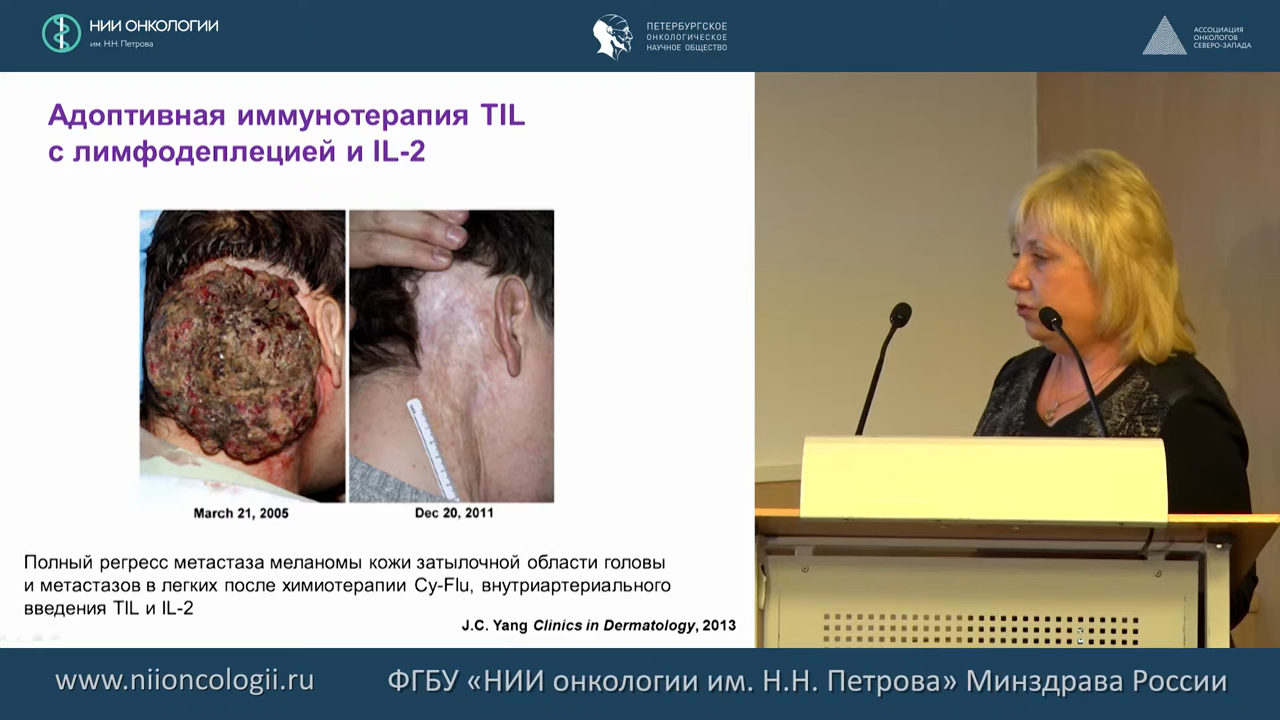 НИИ ОНКОЛОГИИ
им. Н.Н. Петрова
ПЕТЕРБУРГСКОЕ
ОНКОЛОГИЧЕСКОЕ
НАУЧНОЕ ОБЩЕСТВО
АССОЦИАЦИЯ
ОНКОЛОГОВ
СЕВЕРО-ЗАПАДА
Адоптивная иммунотерапия TIL
с лимфодеплецией и IL-2
March 21, 2005
Dec 20, 2011
Полный регресс метастаза меланомы кожи затылочной области головы
и метастазов в легких после химиотерапии Cy-Flu, внутриартериального
введения TIL и IL-2
J.C. Yang Clinics in Dermatology, 2013
www.niioncologii.ru
ФГБУ «НИИ онкологии им. Н.Н. Петрова» Минздрава России